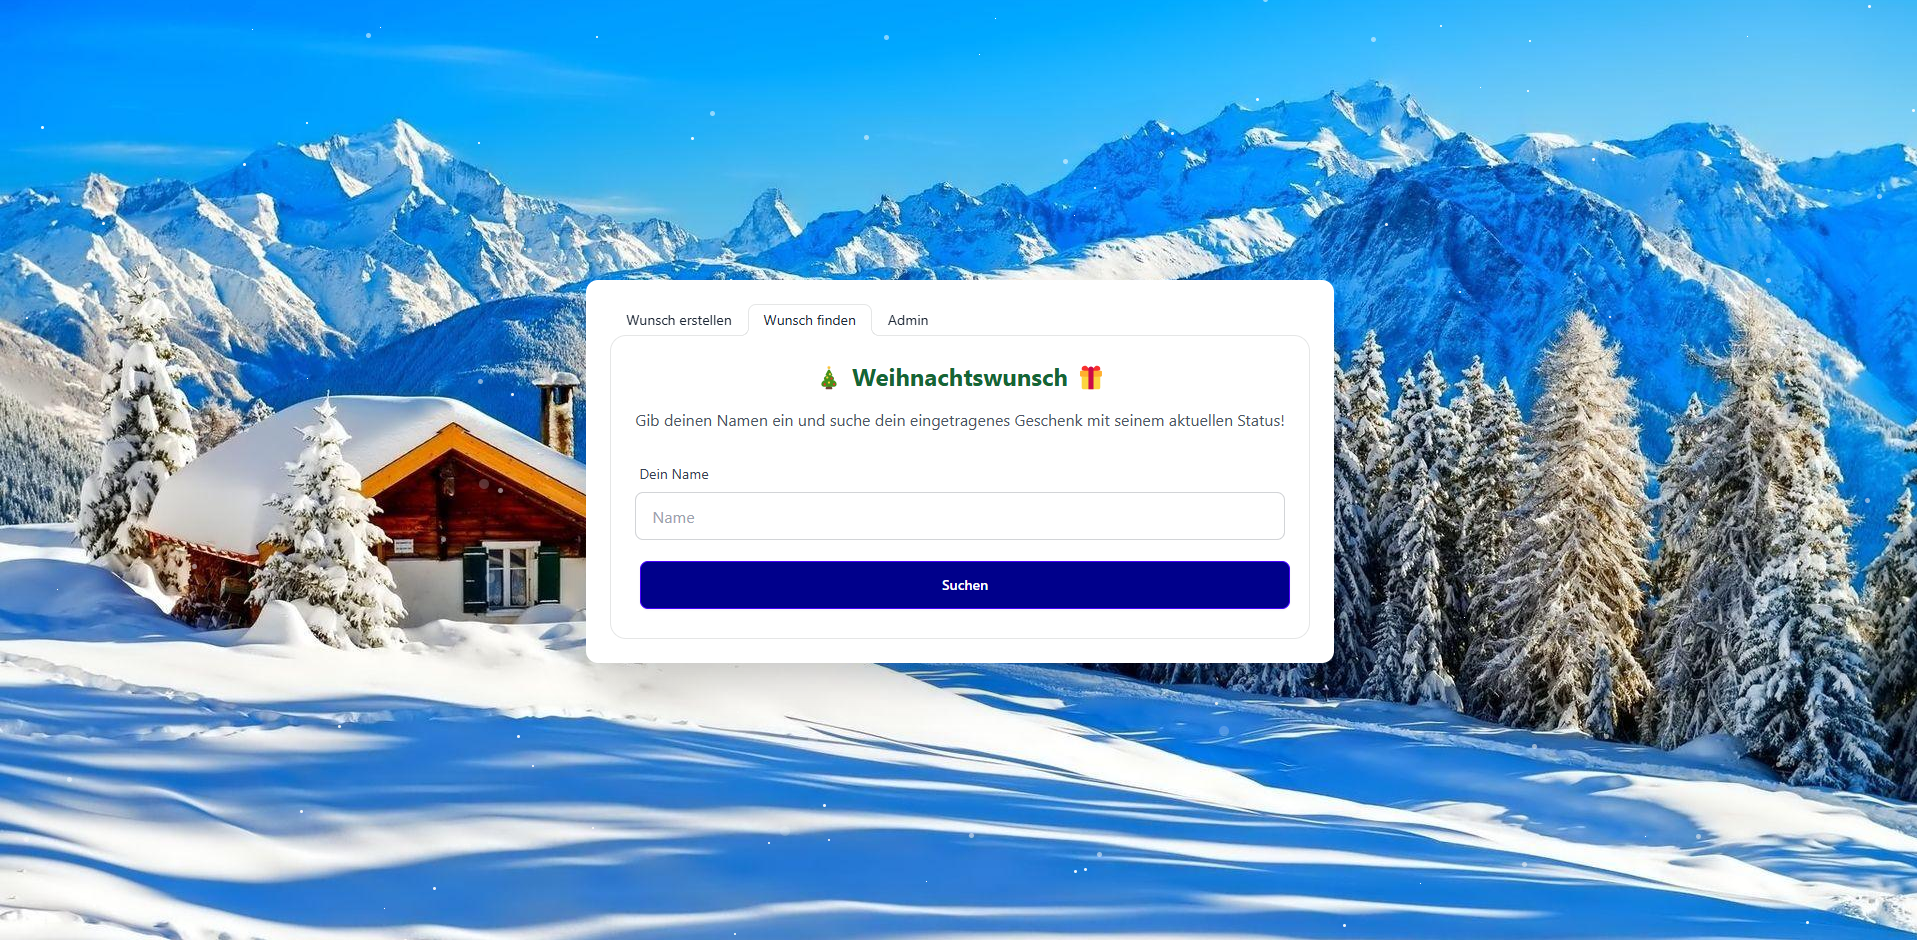 Wunsch erstellen Wunsch finden Admin
🎄 Weihnachtswunsch 🎁
Gib deinen Namen ein und suche dein eingetragenes Geschenk mit seinem aktuellen Status!
Dein Name
Name
Suchen